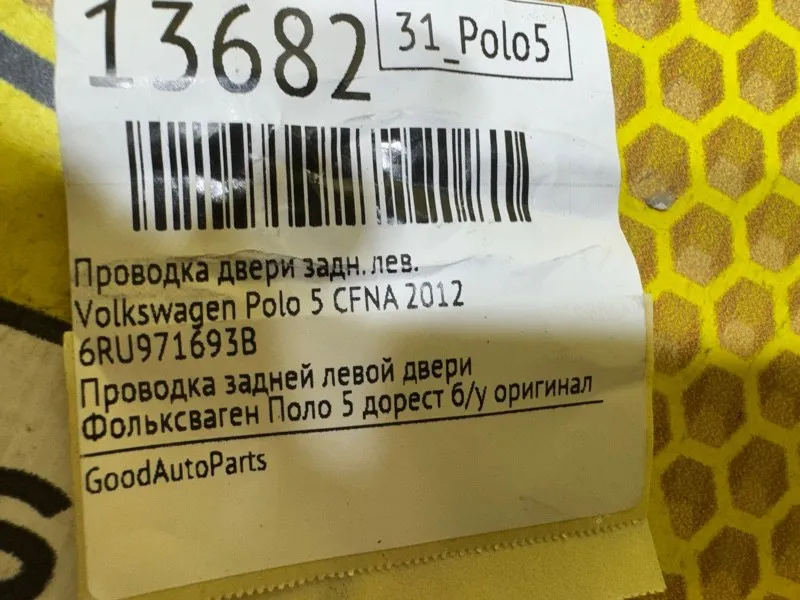 13682
31_Polo5
Проводка двери задн. лев.
Volkswagen Polo 5 CFNA 2012
6RU971693B
Проводка задней левой двери
Фольксваген Поло 5 дорест б/у оригинал
GoodAutoParts